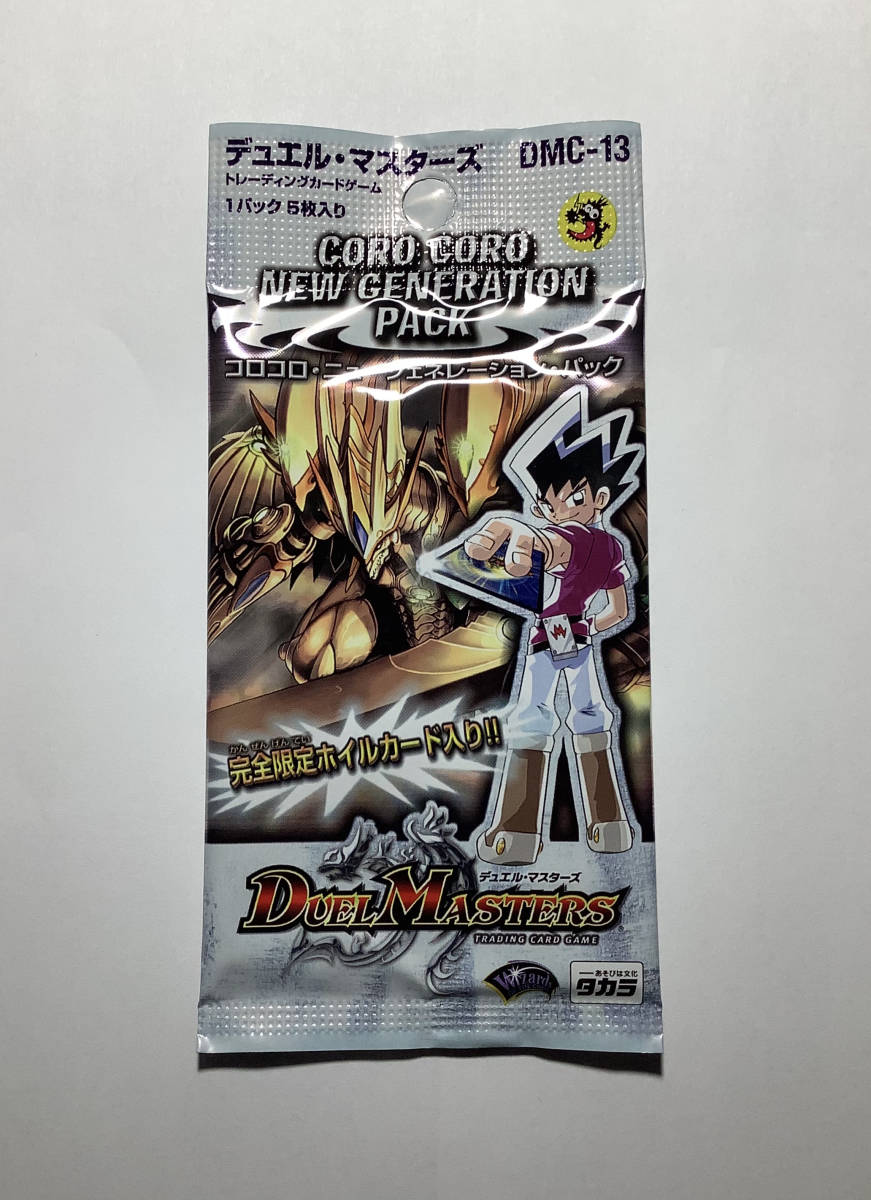 デュエル・マスターズ DMC-13
トレーディングカードゲーム
1パック 5枚入り
CORO CORO
NEW GENERATION
PACK
コロコロ・ニュージェネレーション・パック
かんぜんげんてい
完全限定ホイルカード入り!!
デュエル・マスターズ
DUEL MASTERS®
TRADING CARD GAME
Wizards
あそびは文化
タカラ